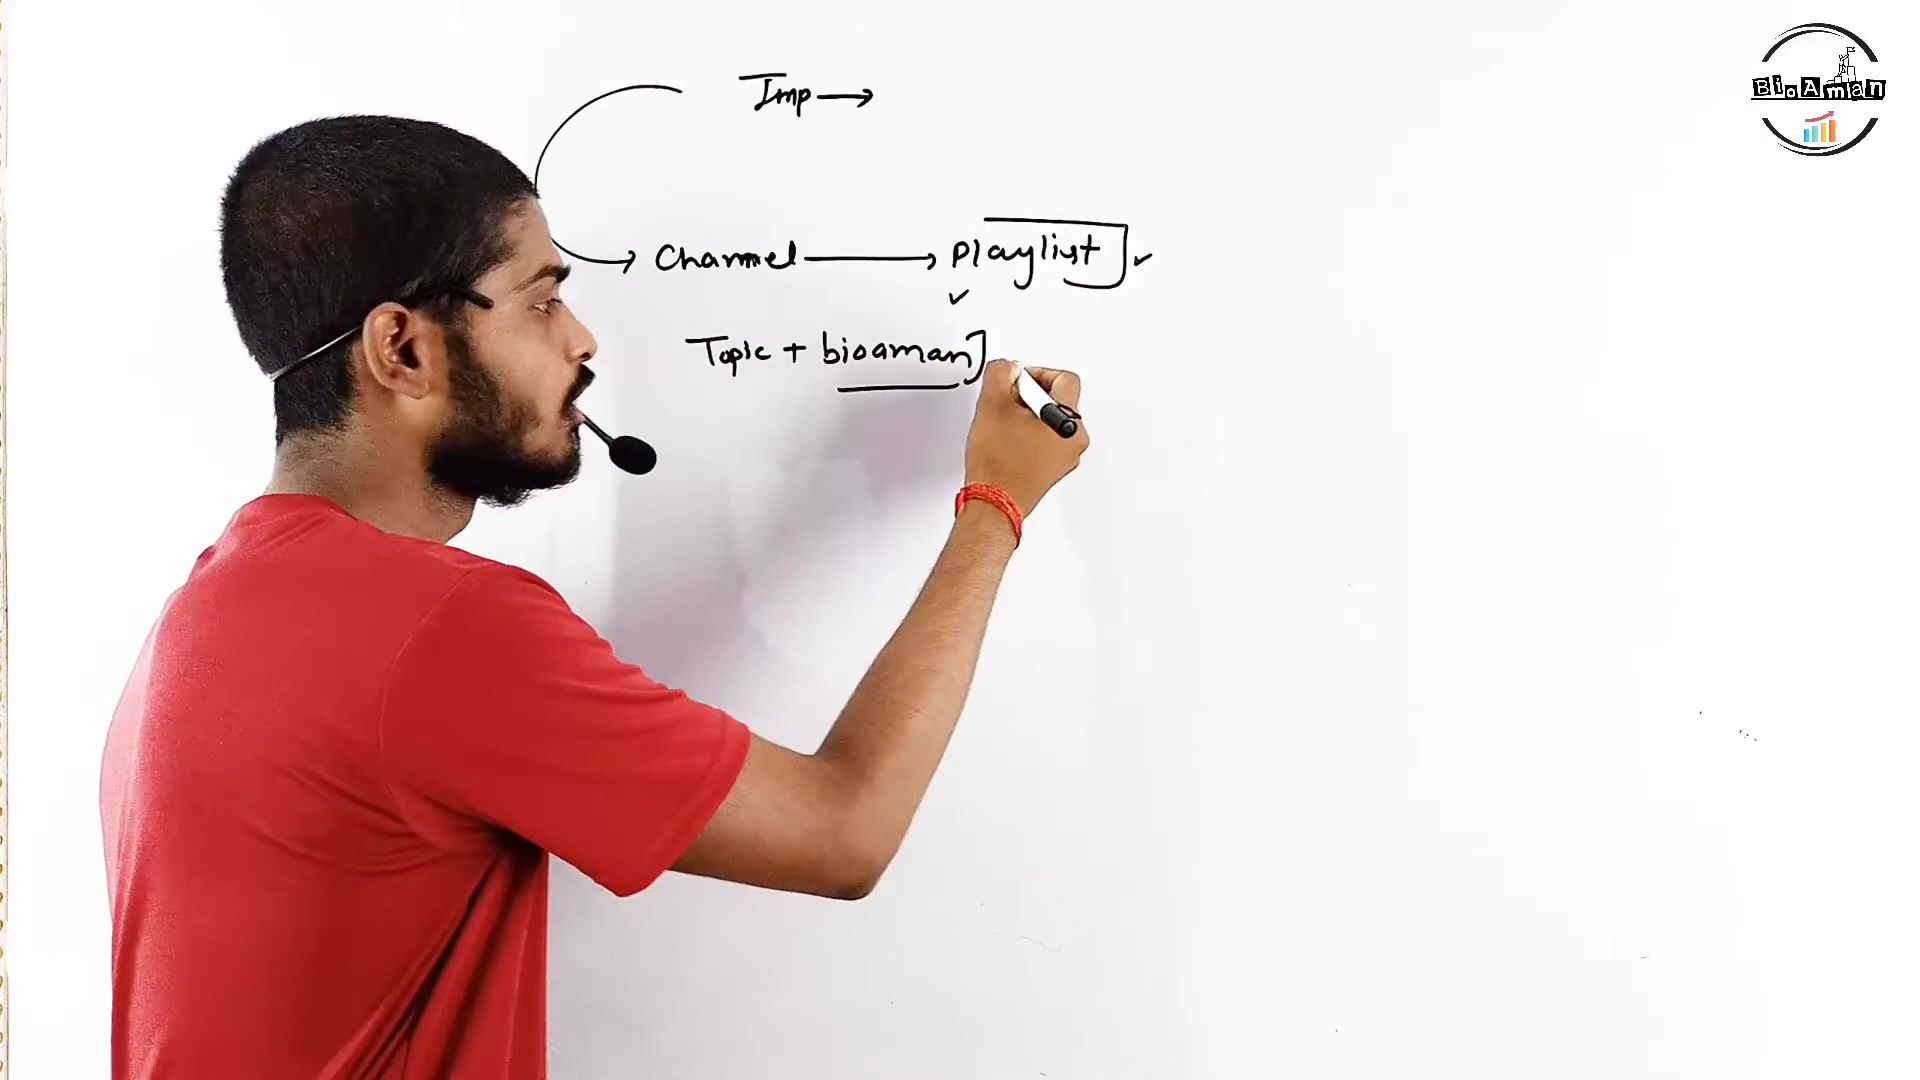 BioAman
Imp →
Channel → Playlist ✓
✓
Topic + bioaman]